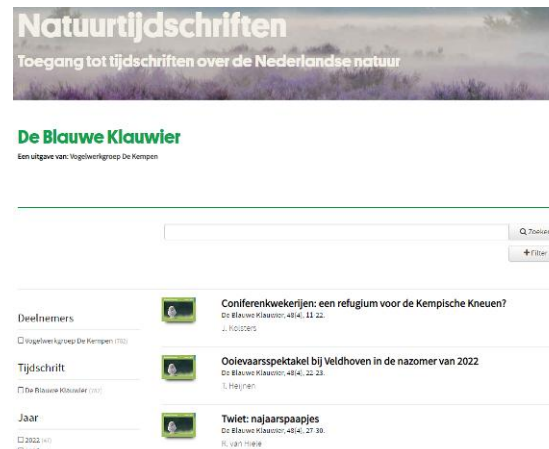 Natuurtijdschriften
Toegang tot tijdschriften over de Nederlandse natuur
De Blauwe Klauwier
Een uitgave van: Vogelwerkgroep De Kempen
Zoeken
+ Filter
Deelnemers
Vogelwerkgroep De Kempen
Tijdschrift
De Blauwe Klauwier
Jaar
2022
Coniferenkwekerijen: een refugium voor de Kempische Kneuen?
De Blauwe Klauwier, 48(4), 11-22.
J. Kolsters
Ooievaarsspektakel bij Veldhoven in de nazomer van 2022
De Blauwe Klauwier, 48(4), 22-23.
T. Heijnen
Twiet: najaarspaapjes
De Blauwe Klauwier, 48(4), 27-30.
R. van Miele